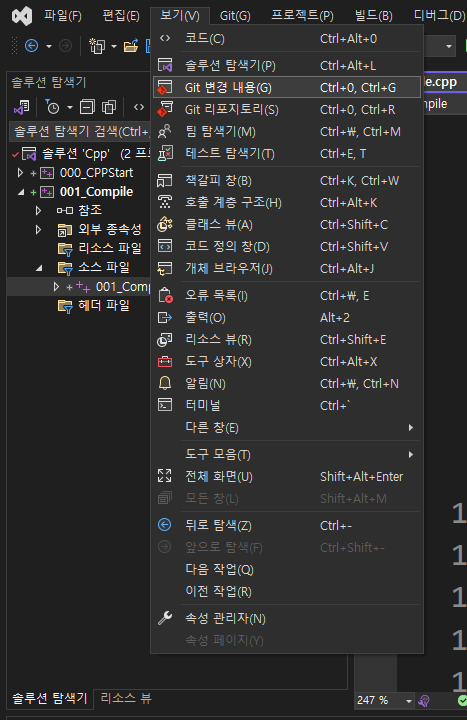 파일(F) 편집(E) 보기(V) Git(G) 프로젝트(P) 빌드(B) 디버그(D)
코드(C) Ctrl+Alt+0
솔루션 탐색기
솔루션 탐색기(P) Ctrl+Alt+L
Git 변경 내용(G) Ctrl+0, Ctrl+G
Git 리포지토리(S) Ctrl+0, Ctrl+R
팀 탐색기(M) Ctrl+₩, Ctrl+M
테스트 탐색기(T) Ctrl+E, T
책갈피 창(B) Ctrl+K, Ctrl+W
호출 계층 구조(H) Ctrl+Alt+K
클래스 뷰(A) Ctrl+Shift+C
코드 정의 창(D) Ctrl+Shift+V
개체 브라우저(J) Ctrl+Alt+J
오류 목록(I) Ctrl+₩, E
출력(O) Alt+2
리소스 뷰(R) Ctrl+Shift+E
도구 상자(X) Ctrl+Alt+X
알림(N) Ctrl+₩, Ctrl+N
터미널 Ctrl+`
다른 창(E)
도구 모음(T)
전체 화면(U) Shift+Alt+Enter
모든 창(L) Shift+Alt+M
뒤로 탐색(Z) Ctrl+-
앞으로 탐색(F) Ctrl+Shift+-
다음 작업(Q)
이전 작업(R)
속성 관리자(N)
속성 페이지(Y)
솔루션 탐색기 검색(Ctrl+
솔루션 'Cpp' (2 프
000_CPPStart
001_Compile
참조
외부 종속성
리소스 파일
소스 파일
001_Comp
헤더 파일
솔루션 탐색기 리소스 뷰
e.cpp
mpile
1
1
1
1
1
247 %